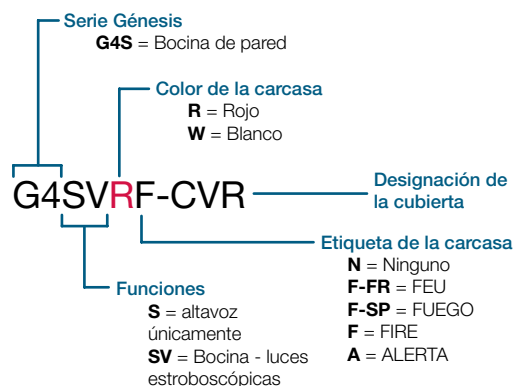 Serie Génesis
G4S = Bocina de pared
Color de la carcasa
R = Rojo
W = Blanco
G4SVRF-CVR
Designación de
la cubierta
Etiqueta de la carcasa
N = Ninguno
F-FR = FEU
F-SP = FUEGO
F = FIRE
A = ALERTA
Funciones
S = altavoz
únicamente
SV = Bocina - luces
estroboscópicas